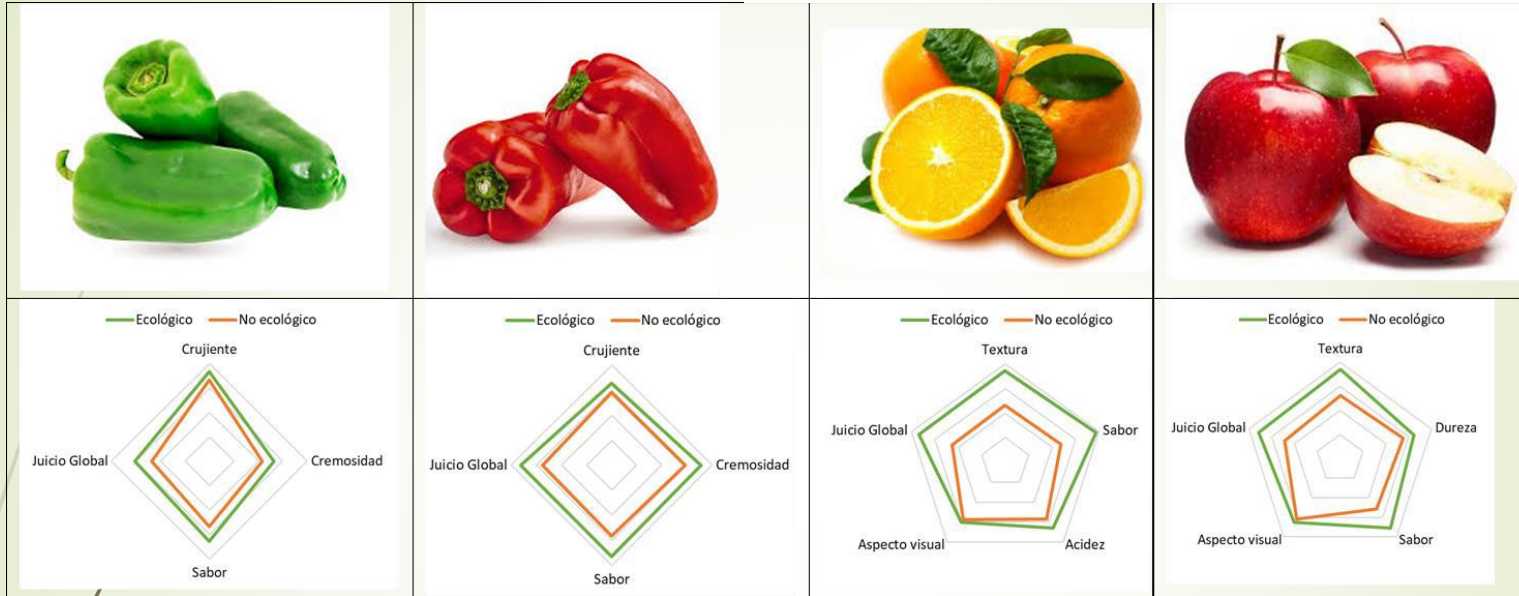 Ecológico No ecológico
Crujiente
Juicio Global
Cremosidad
Sabor
Ecológico No ecológico
Crujiente
Juicio Global
Cremosidad
Sabor
Ecológico No ecológico
Textura
Juicio Global
Sabor
Aspecto visual
Acidez
Ecológico No ecológico
Textura
Juicio Global
Dureza
Aspecto visual
Sabor